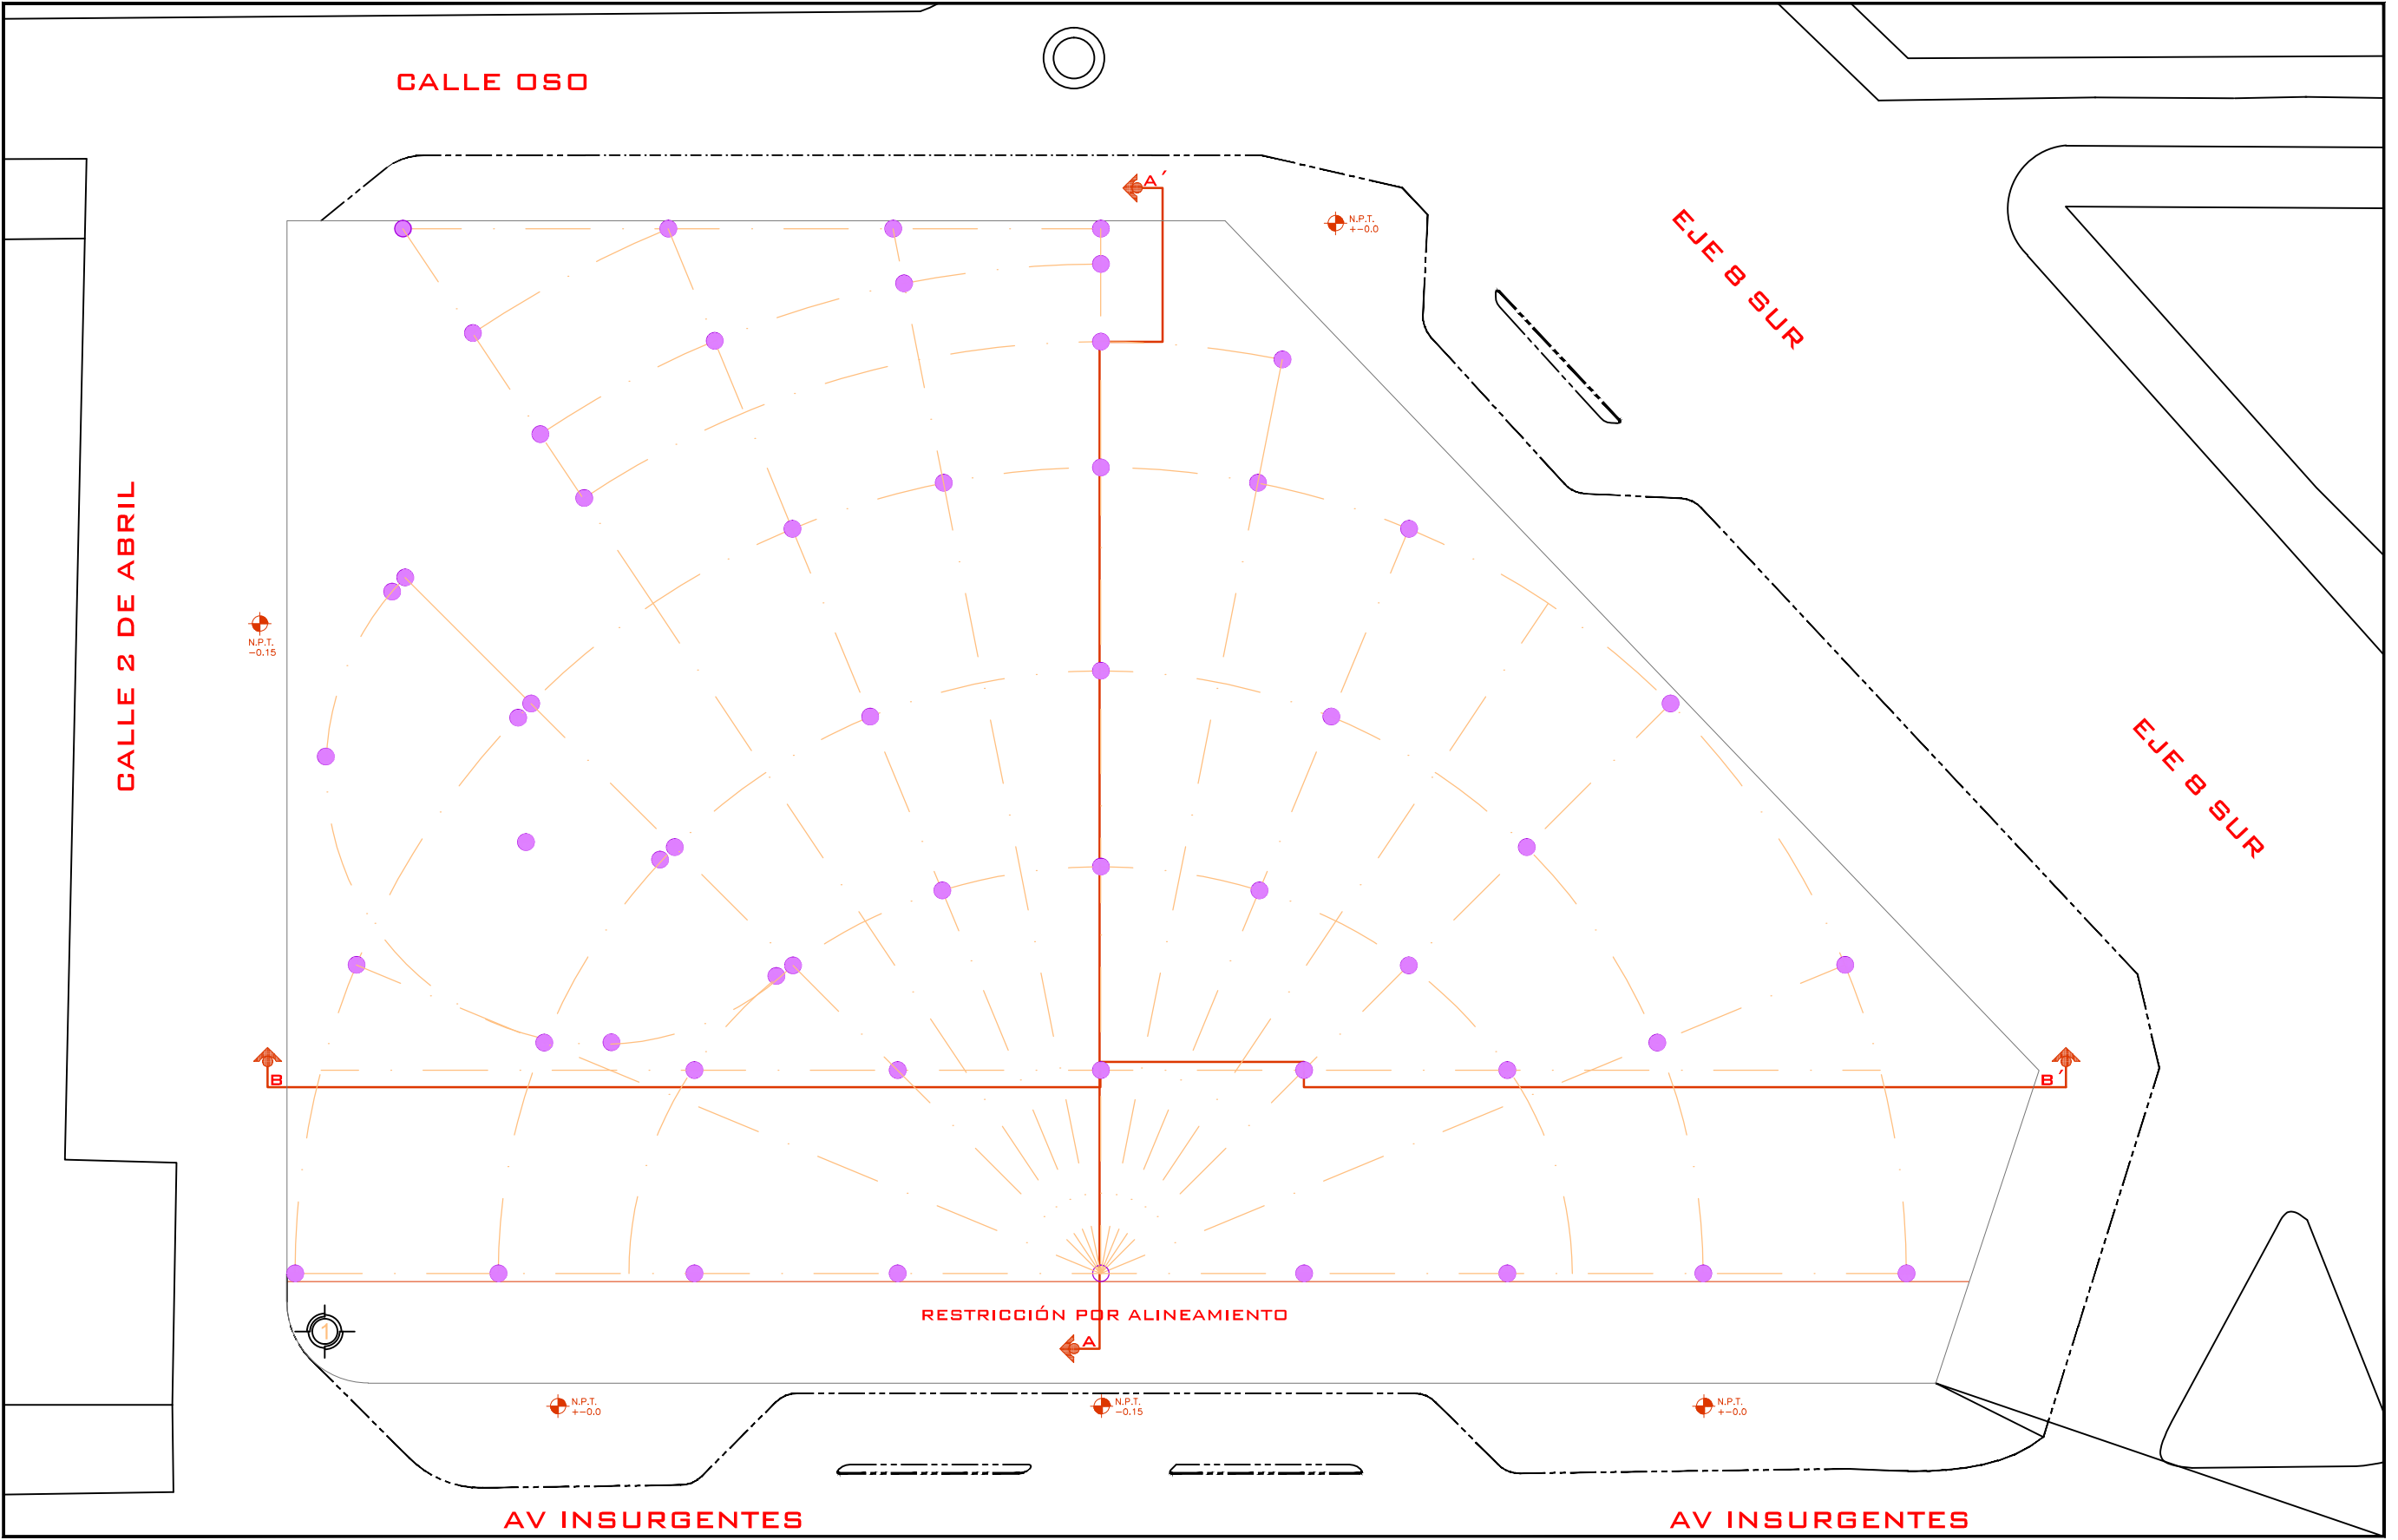 CALLE OSO
A´
N.P.T.
+-0.0
EJE 8 SUR
CALLE 2 DE ABRIL
N.P.T.
-0.15
EJE 8 SUR
B
B´
RESTRICCIÓN POR ALINEAMIENTO
1
A
N.P.T.
+-0.0
N.P.T.
-0.15
N.P.T.
+-0.0
AV INSURGENTES
AV INSURGENTES